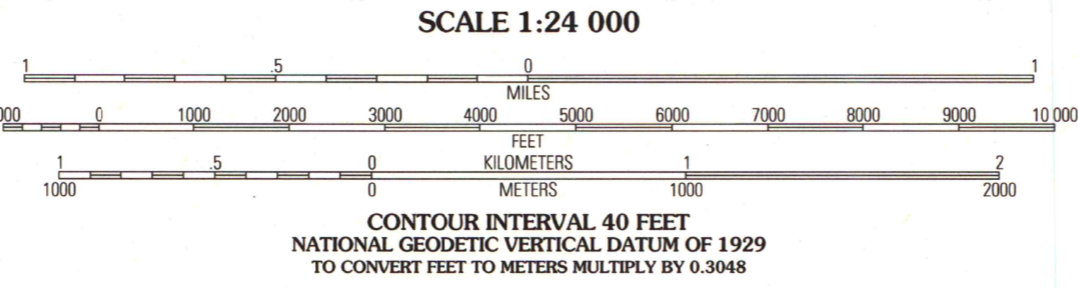 SCALE 1:24 000
1 .5 0 1
MILES
000 0 1000 2000 3000 4000 5000 6000 7000 8000 9000 10 000
FEET
1 .5 0 KILOMETERS 1 2
1000 0 METERS 1000 2000
CONTOUR INTERVAL 40 FEET
NATIONAL GEODETIC VERTICAL DATUM OF 1929
TO CONVERT FEET TO METERS MULTIPLY BY 0.3048